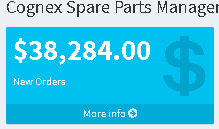 Cognex Spare Parts Manager
$38,284.00
$
New Orders
More info